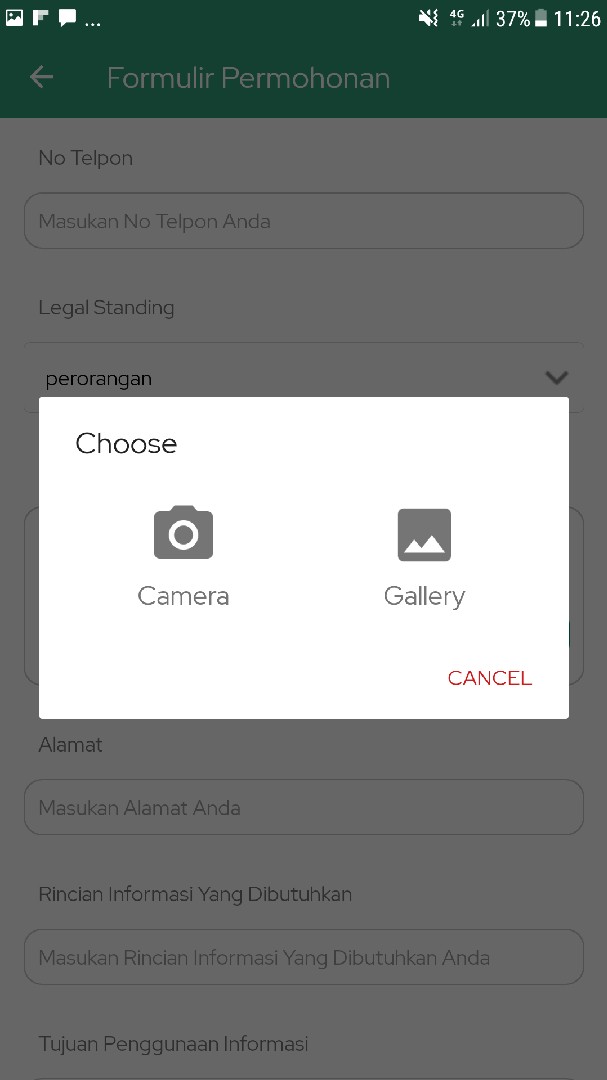 ... 4G 37% 11:26
Formulir Permohonan
No Telpon
Masukan No Telpon Anda
Legal Standing
perorangan
Choose
Camera
Gallery
CANCEL
Alamat
Masukan Alamat Anda
Rincian Informasi Yang Dibutuhkan
Masukan Rincian Informasi Yang Dibutuhkan Anda
Tujuan Penggunaan Informasi